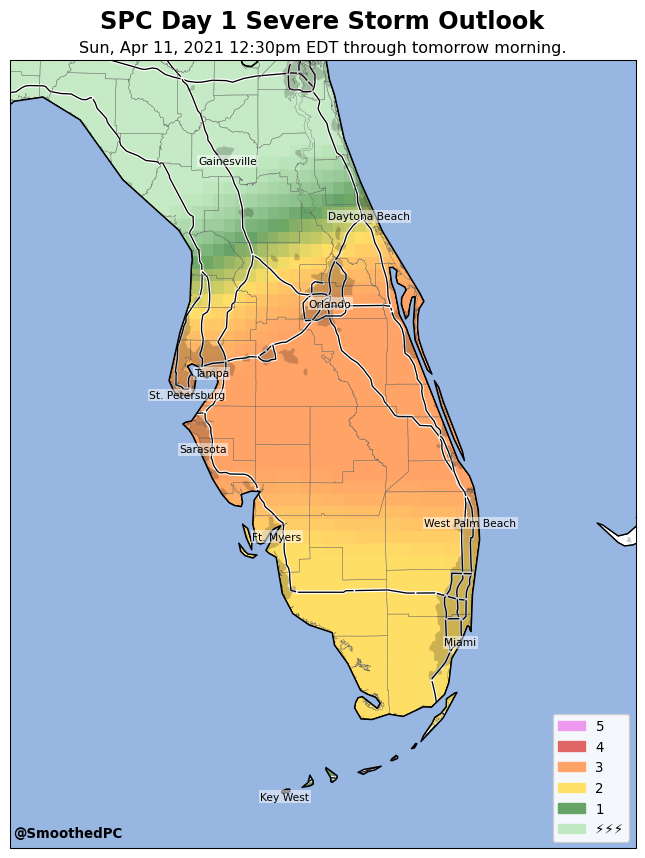 SPC Day 1 Severe Storm Outlook
Sun, Apr 11, 2021 12:30pm EDT through tomorrow morning.
Gainesville
Daytona Beach
Orlando
Tampa
St. Petersburg
Sarasota
West Palm Beach
Ft. Myers
Miami
Key West
5
4
3
2
1
⚡⚡⚡
@SmoothedPC